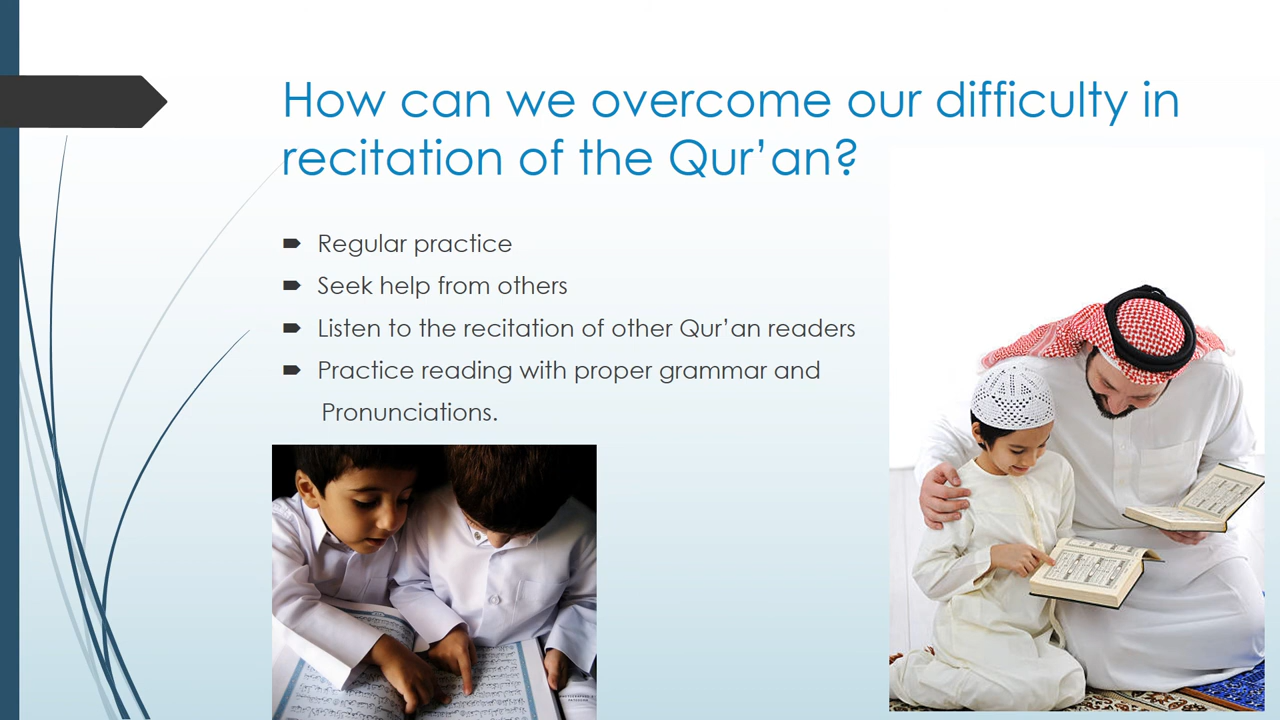 How can we overcome our difficulty in
recitation of the Qur’an?
Regular practice
Seek help from others
Listen to the recitation of other Qur’an readers
Practice reading with proper grammar and
Pronunciations.